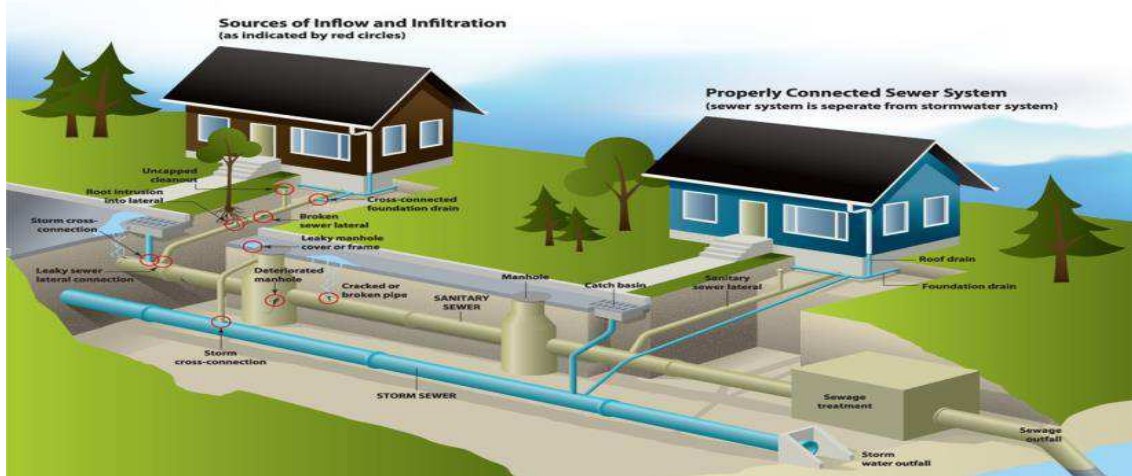 Sources of Inflow and Infiltration
(as indicated by red circles)
Properly Connected Sewer System
(sewer system is seperate from stormwater system)
Uncapped
cleanout
Root intrusion
into lateral
Cross-connected
foundation drain
Storm cross-
connection
Broken
sewer lateral
Leaky manhole
cover or frame
Leaky sewer
lateral connection
Deteriorated
manhole
Cracked or
broken pipe
SANITARY
SEWER
Manhole
Catch basin
Sanitary
sewer lateral
Roof drain
Foundation drain
Storm
cross-connection
STORM SEWER
Sewage
treatment
Sewage
outfall
Storm
water outfall